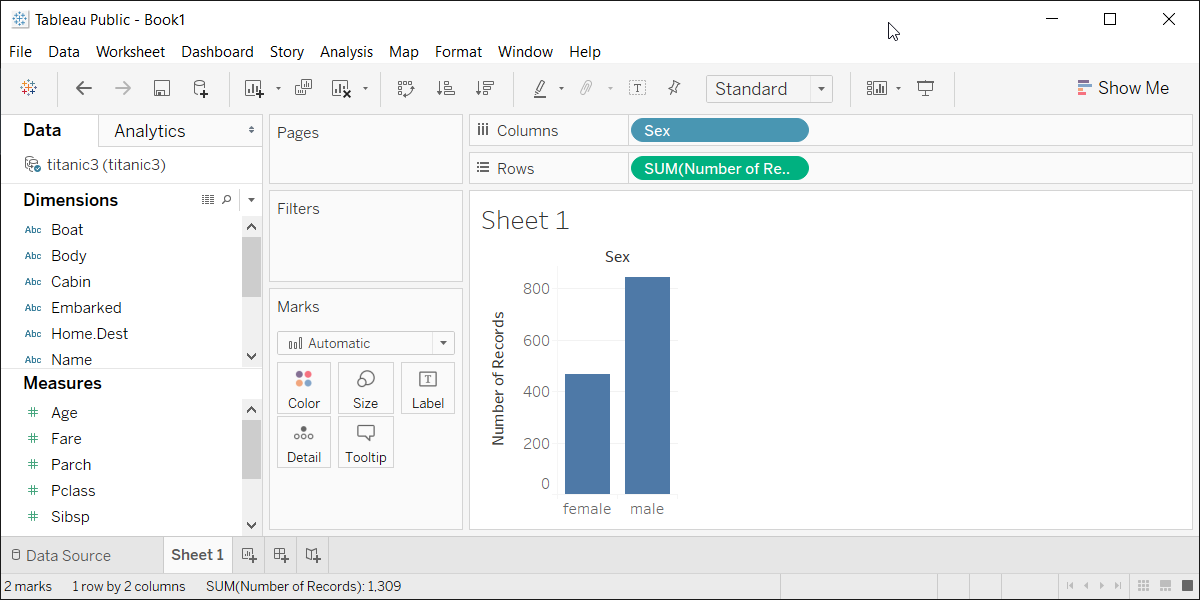 Tableau Public - Book1
File Data Worksheet Dashboard Story Analysis Map Format Window Help
Standard
Show Me
Data
Analytics
titanic3 (titanic3)
Dimensions
Abc Boat
Abc Body
Abc Cabin
Abc Embarked
Abc Home.Dest
Abc Name
Measures
# Age
# Fare
# Parch
# Pclass
# Sibsp
Pages
Filters
Marks
Automatic
Color
Size
T
Label
Detail
Tooltip
Columns
Sex
Rows
SUM(Number of Re..
Sheet 1
Sex
Number of Records
800
600
400
200
0
female
male
Data Source
Sheet 1
2 marks
1 row by 2 columns
SUM(Number of Records): 1,309